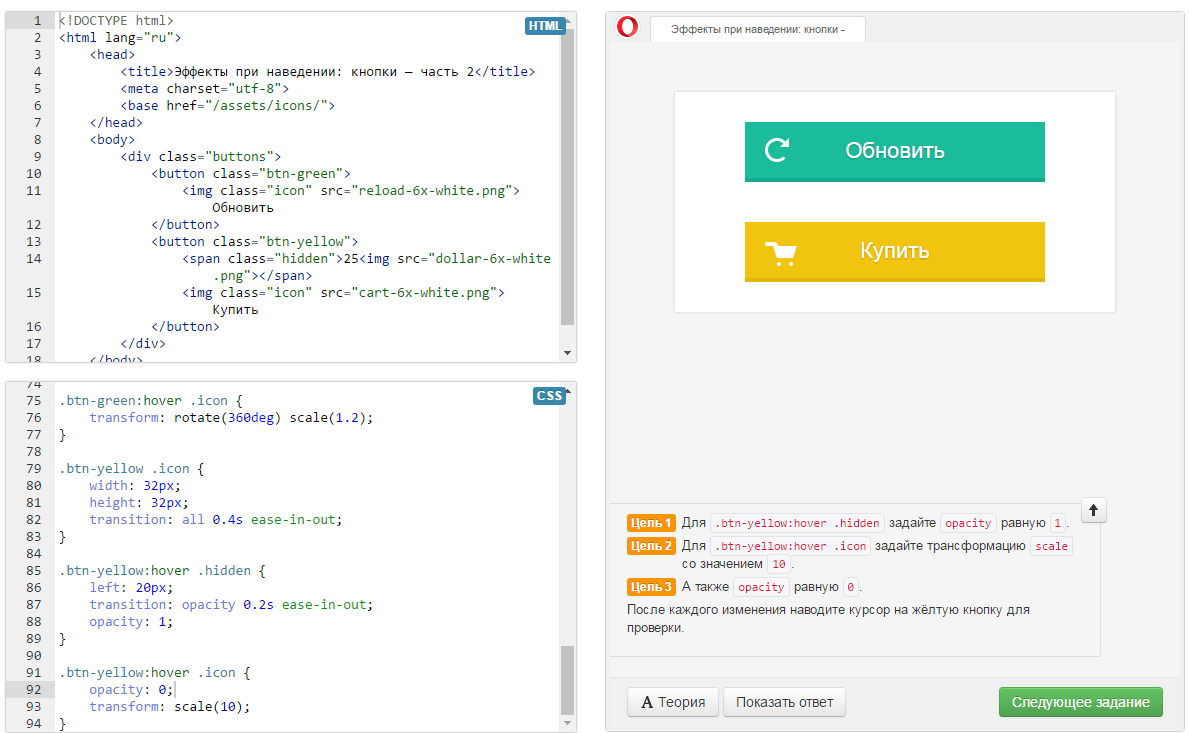 HTML
1 <!DOCTYPE html>
2 <html lang="ru">
3 <head>
4 <title>Эффекты при наведении: кнопки — часть 2</title>
5 <meta charset="utf-8">
6 <base href="/assets/icons/">
7 </head>
8 <body>
9 <div class="buttons">
10 <button class="btn-green">
11 <img class="icon" src="reload-6x-white.png">
Обновить
12 </button>
13 <button class="btn-yellow">
14 <span class="hidden">25<img src="dollar-6x-white
.png"></span>
15 <img class="icon" src="cart-6x-white.png">
Купить
16 </button>
17 </div>
18 </body>
CSS
74
75 .btn-green:hover .icon {
76 transform: rotate(360deg) scale(1.2);
77 }
78
79 .btn-yellow .icon {
80 width: 32px;
81 height: 32px;
82 transition: all 0.4s ease-in-out;
83 }
84
85 .btn-yellow:hover .hidden {
86 left: 20px;
87 transition: opacity 0.2s ease-in-out;
88 opacity: 1;
89 }
90
91 .btn-yellow:hover .icon {
92 opacity: 0;
93 transform: scale(10);
94 }
Эффекты при наведении: кнопки –
Обновить
Купить
Цель 1 Для .btn-yellow:hover .hidden задайте opacity равную 1.
Цель 2 Для .btn-yellow:hover .icon задайте трансформацию scale
со значением 10.
Цель 3 А также opacity равную 0.
После каждого изменения наводите курсор на жёлтую кнопку для
проверки.
A Теория
Показать ответ
Следующее задание